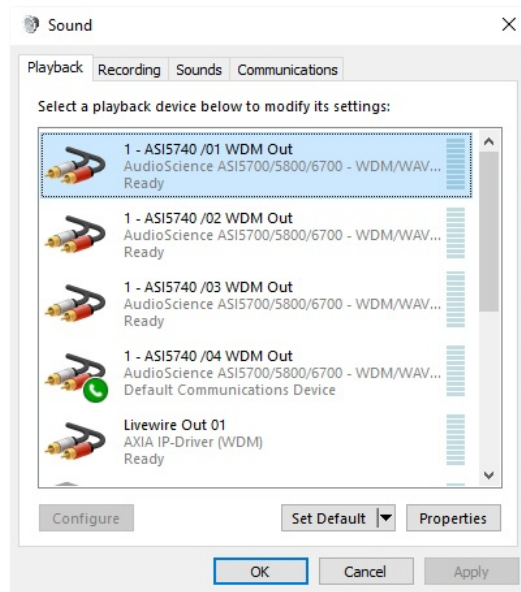 Sound
Playback Recording Sounds Communications
Select a playback device below to modify its settings:
1 - ASI5740 /01 WDM Out
AudioScience ASI5700/5800/6700 - WDM/WAV...
Ready
1 - ASI5740 /02 WDM Out
AudioScience ASI5700/5800/6700 - WDM/WAV...
Ready
1 - ASI5740 /03 WDM Out
AudioScience ASI5700/5800/6700 - WDM/WAV...
Ready
1 - ASI5740 /04 WDM Out
AudioScience ASI5700/5800/6700 - WDM/WAV...
Default Communications Device
Livewire Out 01
AXIA IP-Driver (WDM)
Ready
Configure Set Default Properties
OK Cancel Apply